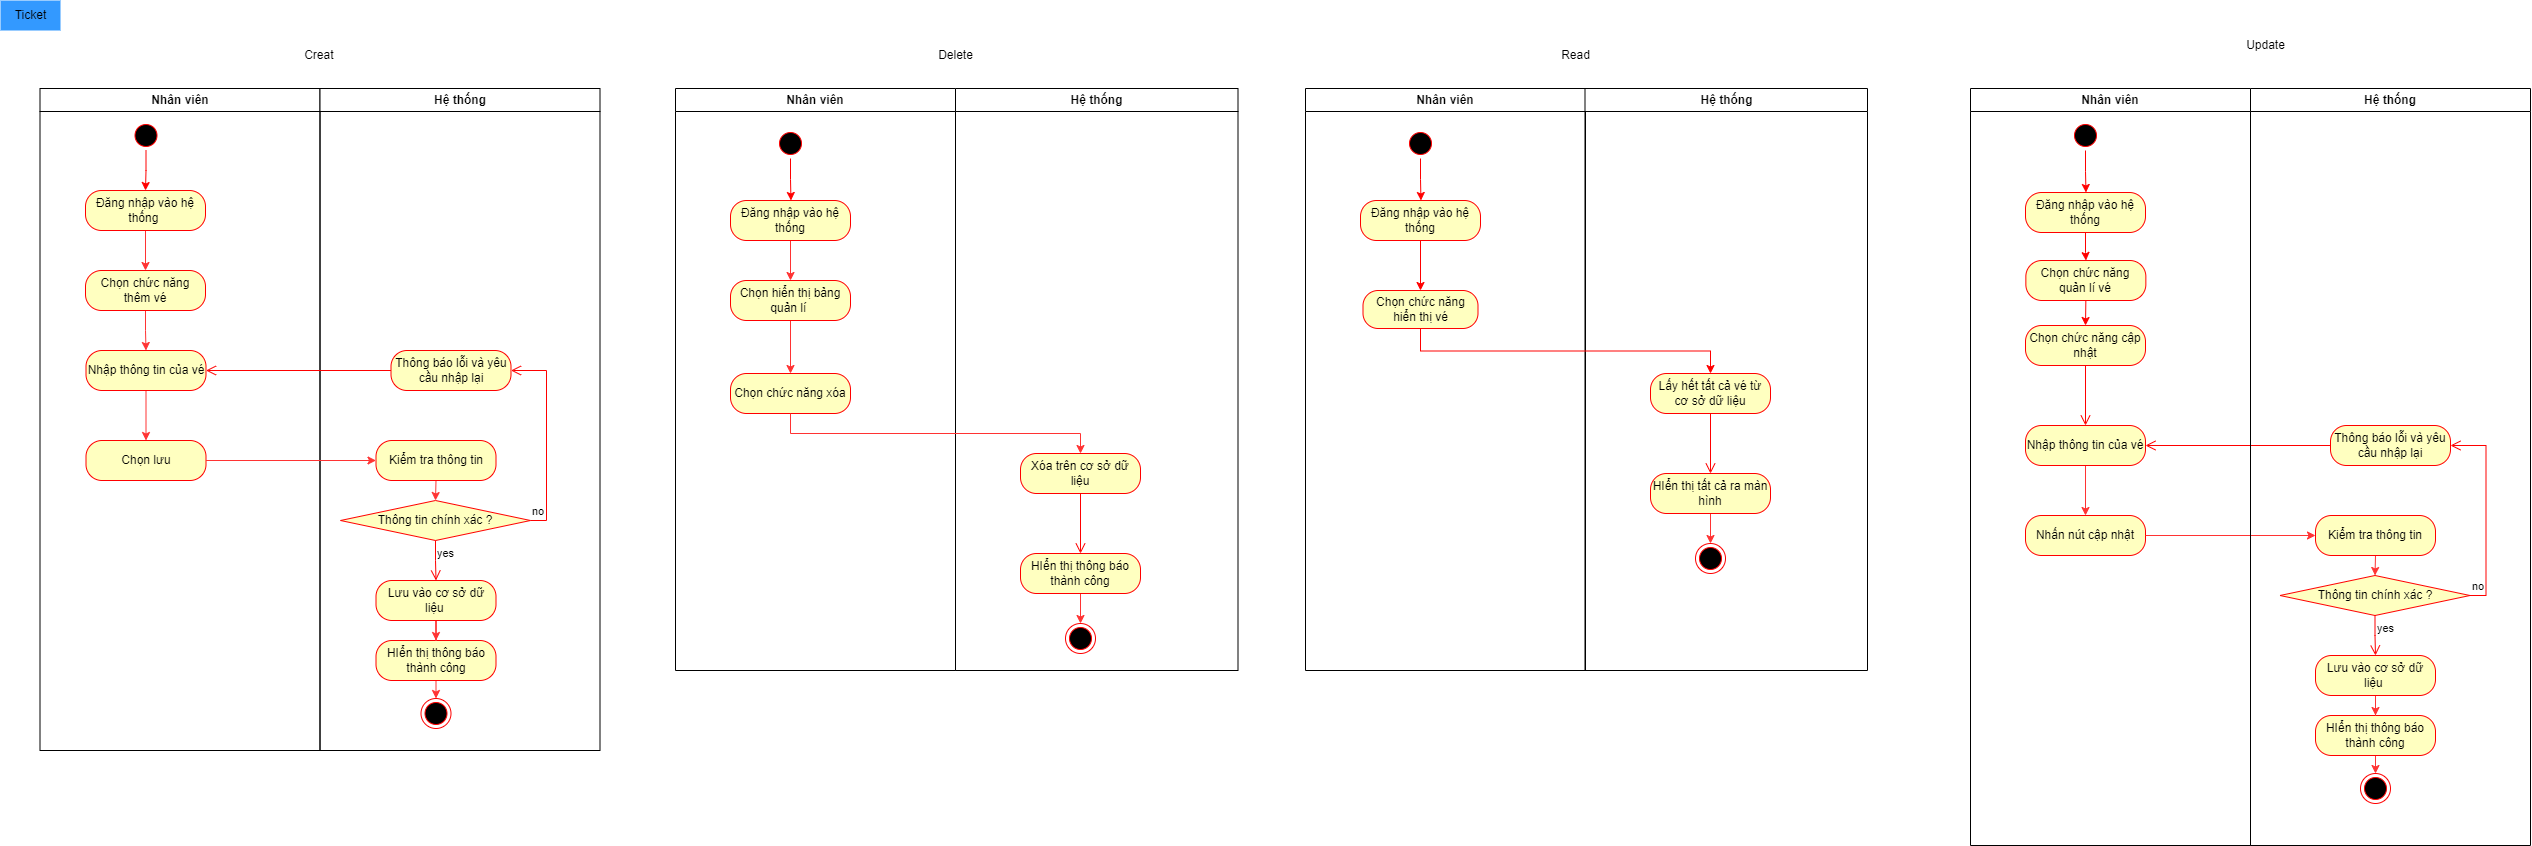 Ticket
Creat
Nhân viên
Hệ thống
Đăng nhập vào hệ
thống
Chọn chức năng
thêm vé
Nhập thông tin của vé
Thông báo lỗi và yêu
cầu nhập lại
Chọn lưu
Kiểm tra thông tin
Thông tin chính xác ?
no
yes
Lưu vào cơ sở dữ
liệu
HIển thị thông báo
thành công
Delete
Nhân viên
Hệ thống
Đăng nhập vào hệ
thống
Chọn hiển thị bảng
quản lí
Chọn chức năng xóa
Xóa trên cơ sở dữ
liệu
HIển thị thông báo
thành công
Read
Nhân viên
Hệ thống
Đăng nhập vào hệ
thống
Chọn chức năng
hiển thị vé
Lấy hết tất cả vé từ
cơ sở dữ liệu
HIển thị tất cả ra màn
hình
Update
Nhân viên
Hệ thống
Đăng nhập vào hệ
thống
Chọn chức năng
quản lí vé
Chọn chức năng cập
nhật
Nhập thông tin của vé
Thông báo lỗi và yêu
cầu nhập lại
Nhấn nút cập nhật
Kiểm tra thông tin
Thông tin chính xác ?
no
yes
Lưu vào cơ sở dữ
liệu
HIển thị thông báo
thành công